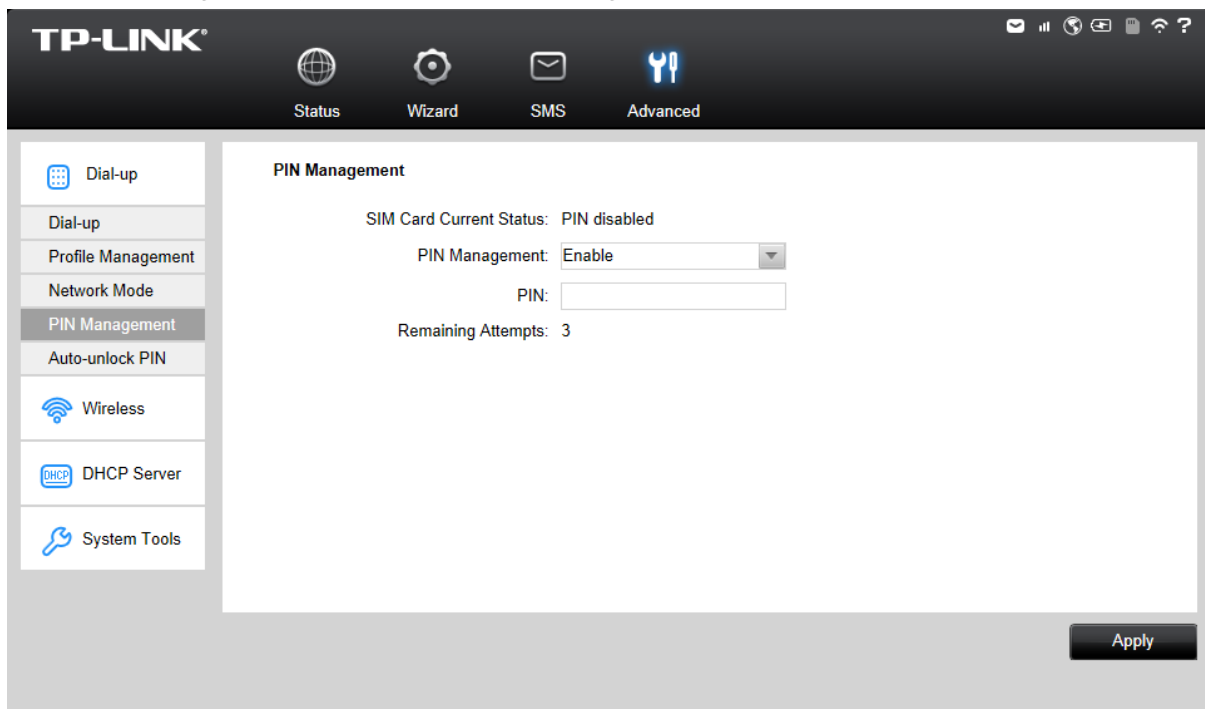 TP-LINK®
Status Wizard SMS Advanced
Dial-up
Dial-up
Profile Management
Network Mode
PIN Management
Auto-unlock PIN
Wireless
DHCP DHCP Server
System Tools
PIN Management
SIM Card Current Status: PIN disabled
PIN Management: Enable
PIN:
Remaining Attempts: 3
Apply